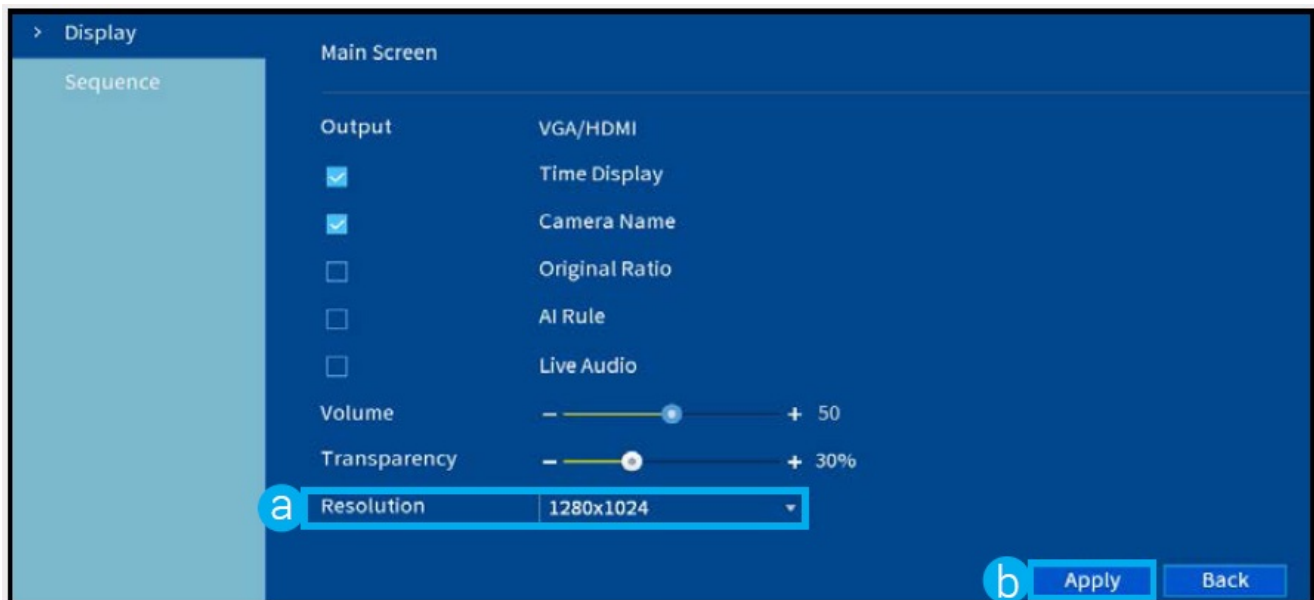 > Display
Sequence
Main Screen
Output VGA/HDMI
Time Display
Camera Name
Original Ratio
AI Rule
Live Audio
Volume - + 50
Transparency - + 30%
a Resolution 1280x1024
b Apply Back